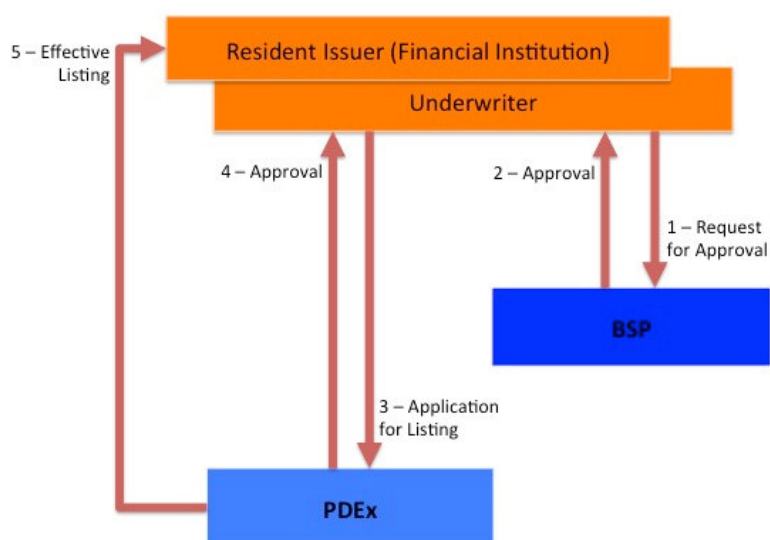 5 – Effective
Listing
Resident Issuer (Financial Institution)
Underwriter
4 – Approval
2 – Approval
1 – Request
for Approval
BSP
3 – Application
for Listing
PDEx